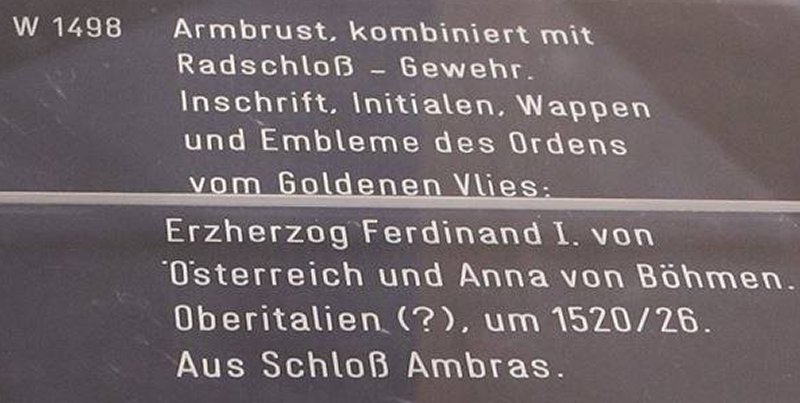 W 1498 Armbrust, kombiniert mit
Radschloß – Gewehr.
Inschrift, Initialen, Wappen
und Embleme des Ordens
vom Goldenen Vlies:
Erzherzog Ferdinand I. von
Österreich und Anna von Böhmen.
Oberitalien (?), um 1520/26.
Aus Schloß Ambras.